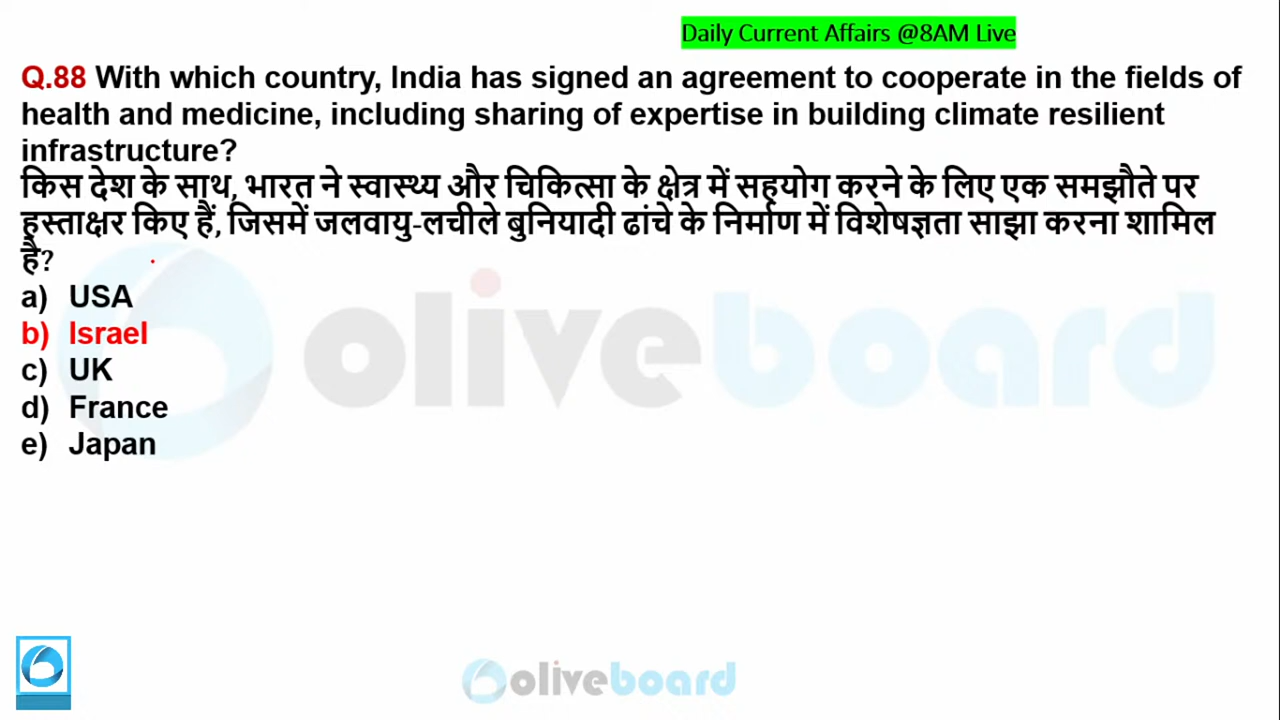 Daily Current Affairs @8AM Live
Q.88 With which country, India has signed an agreement to cooperate in the fields of
health and medicine, including sharing of expertise in building climate resilient
infrastructure?
किस देश के साथ, भारत ने स्वास्थ्य और चिकित्सा के क्षेत्र में सहयोग करने के लिए एक समझौते पर
हस्ताक्षर किए हैं, जिसमें जलवायु-लचीले बुनियादी ढांचे के निर्माण में विशेषज्ञता साझा करना शामिल
है?
a) USA
b) Israel
c) UK
d) France
e) Japan
oliveboard
oliveboard